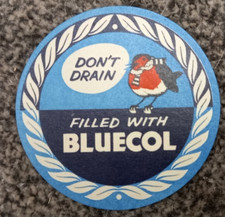 DON'T
DRAIN
FILLED WITH
BLUECOL